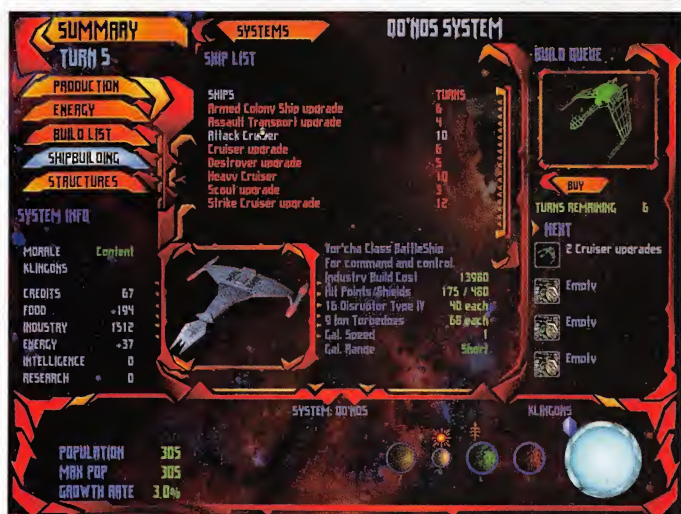 SUMMARY
TURN 5
SYSTEMS
QO'NOS SYSTEM
SHIP LIST
BUILD QUEUE
PRODUCTION
ENERGY
BUILD LIST
SHIPBUILDING
STRUCTURES
SHIPS TURNS
Armed Colony Ship upgrade 6
Assault Transport upgrade 4
Attack Cruiser 10
Cruiser upgrade 6
Destroyer upgrade 5
Heavy Cruiser 10
Scout upgrade 3
Strike Cruiser upgrade 12
BUY
TURNS REMAINING 6
NEXT
2 Cruiser upgrades
Empty
Empty
Empty
SYSTEM INFO
MORALE Content
KLINGONS
CREDITS 67
FOOD +194
INDUSTRY 1512
ENERGY +37
INTELLIGENCE 0
RESEARCH 0
Vor'cha Class BattleShip
For command and control.
Industry Build Cost 13980
Hit Points/Shields 175 / 480
16 Disruptor Type IV 40 each
9 Ion Torpedoes 68 each
Gal. Speed 1
Gal. Range Short
SYSTEM: QO'NOS
KLINGONS
POPULATION 305
MAX POP 305
GROWTH RATE 3.0%